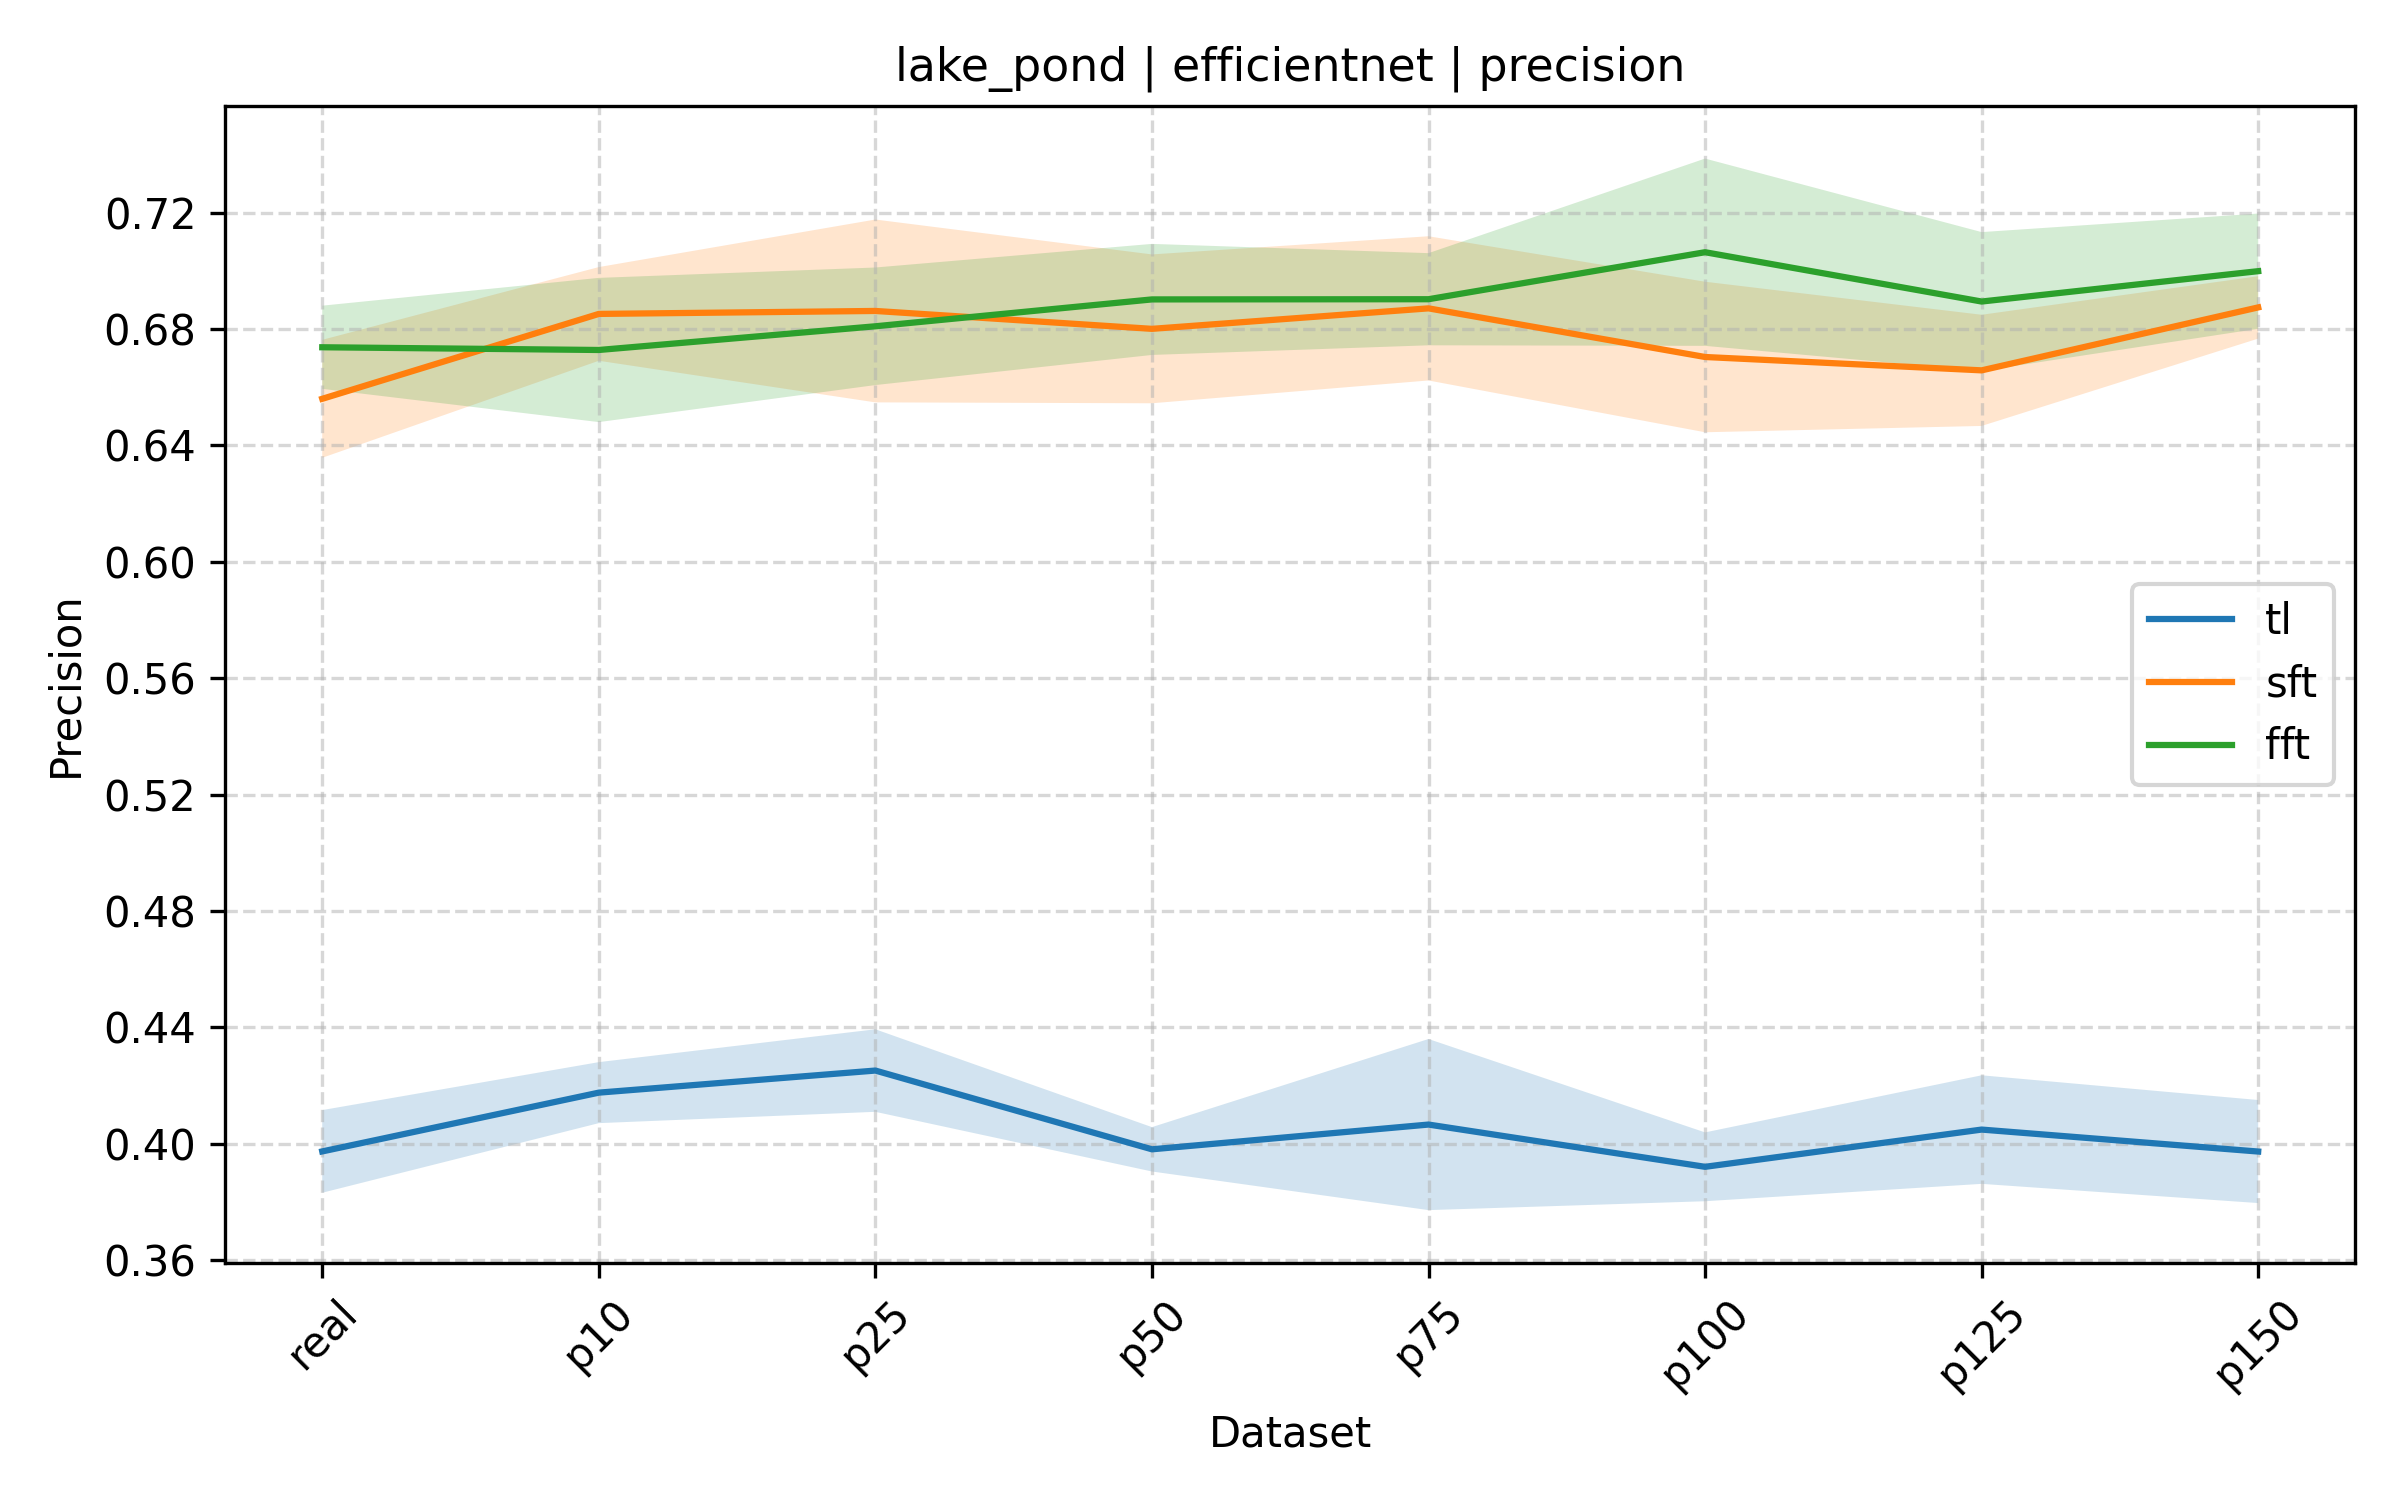 lake_pond | efficientnet | precision
Precision
0.72
0.68
0.64
0.60
0.56
0.52
0.48
0.44
0.40
0.36
tl
sft
fft
real
p10
p25
p50
p75
p100
p125
p150
Dataset